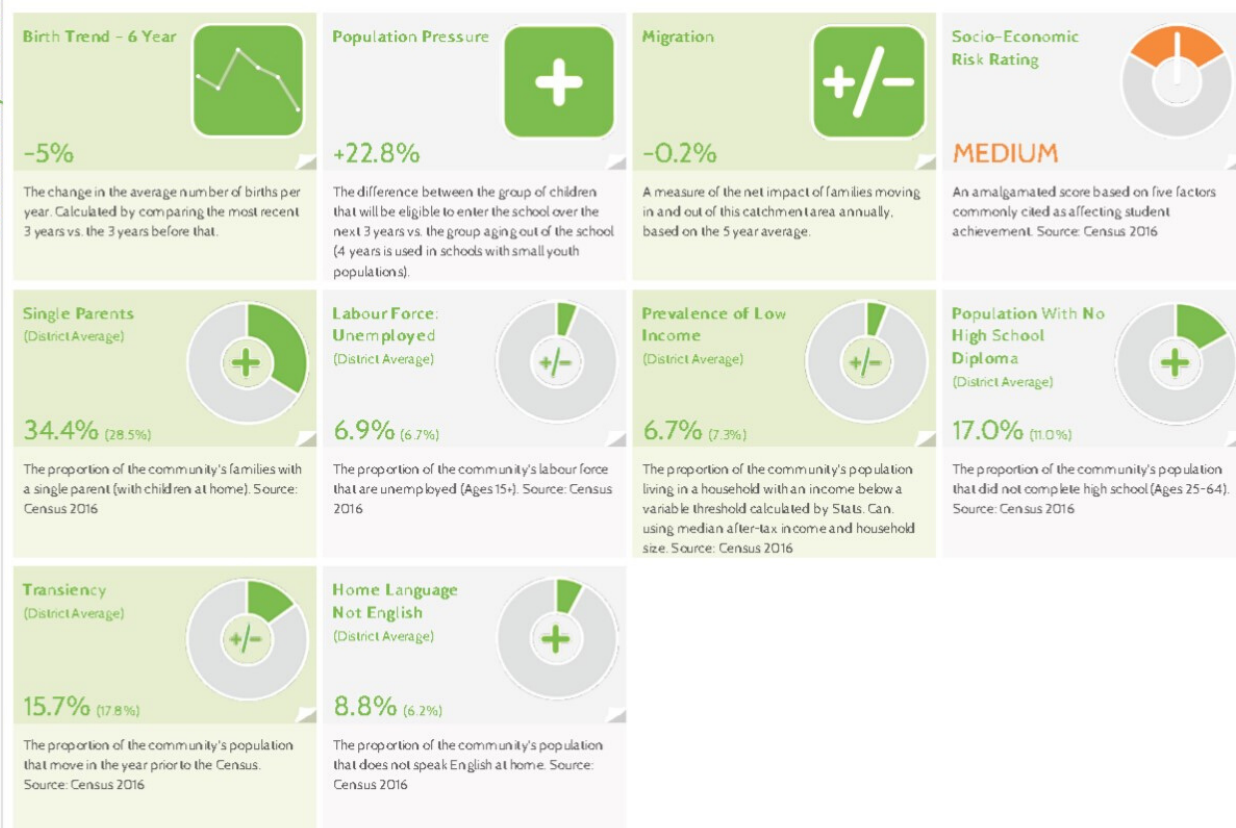 Birth Trend - 6 Year
-5%
The change in the average number of births per
year. Calculated by comparing the most recent
3 years vs. the 3 years before that.
Population Pressure
+
+22.8%
The difference between the group of children
that will be eligible to enter the school over the
next 3 years vs. the group aging out of the school
(4 years is used in schools with small youth
populations).
Migration
+/-
-0.2%
A measure of the net impact of families moving
in and out of this catchment area annually,
based on the 5 year average.
Socio-Economic
Risk Rating
MEDIUM
An amalgamated score based on five factors
commonly cited as affecting student
achievement. Source: Census 2016
Single Parents
(District Average)
+
34.4% (28.5%)
The proportion of the community's families with
a single parent (with children at home). Source:
Census 2016
Labour Force:
Unemployed
(District Average)
+/-
6.9% (6.7%)
The proportion of the community's labour force
that are unemployed (Ages 15+). Source: Census
2016
Prevalence of Low
Income
(District Average)
+/-
6.7% (7.3%)
The proportion of the community's population
living in a household with an income below a
variable threshold calculated by Stats. Can.
using median after-tax income and household
size. Source: Census 2016
Population With No
High School
Diploma
(District Average)
+
17.0% (11.0%)
The proportion of the community's population
that did not complete high school (Ages 25-64).
Source: Census 2016
Transiency
(District Average)
+/-
15.7% (17.8%)
The proportion of the community's population
that move in the year prior to the Census.
Source: Census 2016
Home Language
Not English
(District Average)
+
8.8% (6.2%)
The proportion of the community's population
that does not speak English at home. Source:
Census 2016